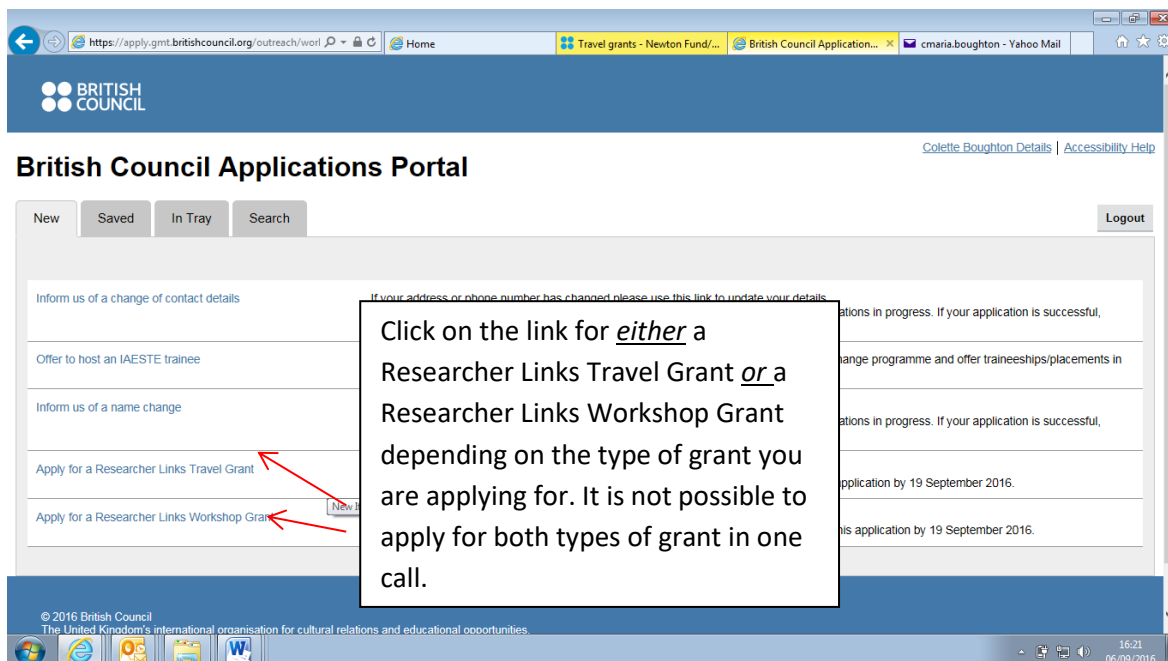 https://apply.gmt.britishcouncil.org/outreach/worl
Home
Travel grants - Newton Fund/...
British Council Application...
cmaria.boughton - Yahoo Mail
BRITISH
COUNCIL
Colette Boughton Details | Accessibility Help
British Council Applications Portal
New Saved In Tray Search Logout
Inform us of a change of contact details
If your address or phone number has changed please use this link to update your details.
ations in progress. If your application is successful,
Offer to host an IAESTE trainee
hange programme and offer traineeships/placements in
Inform us of a name change
ations in progress. If your application is successful,
Apply for a Researcher Links Travel Grant
pplication by 19 September 2016.
Apply for a Researcher Links Workshop Grant
New I
his application by 19 September 2016.
Click on the link for either a
Researcher Links Travel Grant or a
Researcher Links Workshop Grant
depending on the type of grant you
are applying for. It is not possible to
apply for both types of grant in one
call.
© 2016 British Council
The United Kingdom's international organisation for cultural relations and educational opportunities.
16:21
06/09/2016